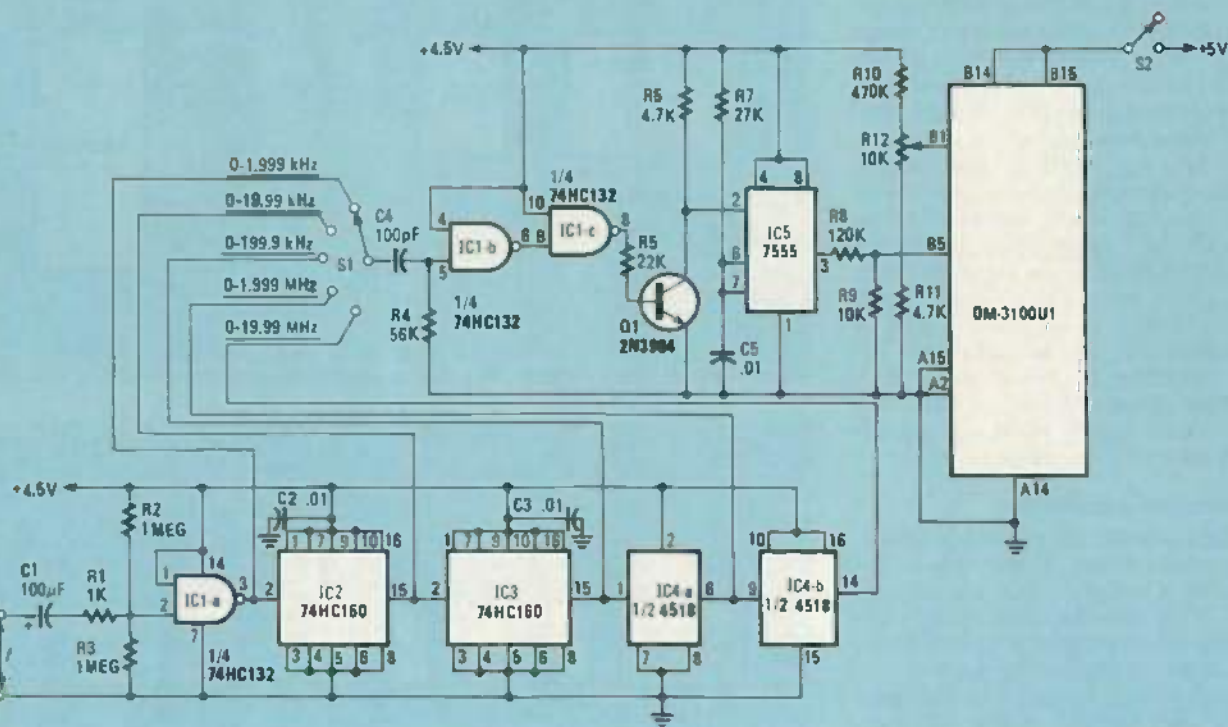 +4.5V
+5V
S2
B14
B16
R10
470K
R6
4.7K
R7
27K
B1
R12
10K
0-1.999 kHz
0-19.99 kHz
0-199.9 kHz
0-1.999 MHz
0-19.99 MHz
S1
C4
100pF
1/4
74HC132
4
5
IC1-b
6
10
IC1-c
8
R5
22K
Q1
2N3904
R4
56K
1/4
74HC132
4
8
2
6
7
IC5
7555
3
1
R8
120K
B5
R9
10K
R11
4.7K
C5
.01
DM-3100U1
A15
A2
A14
+4.5V
R2
1MEG
C1
100µF
+
R1
1K
R3
1MEG
1
2
14
IC1-a
3
7
1/4
74HC132
C2 .01
1
7
9
10
16
2
IC2
74HC160
15
3
4
5
6
8
C3 .01
1
7
9
10
16
2
IC3
74HC160
15
3
4
5
6
8
2
1
IC4-a
1/2 4518
6
7
8
10
16
9
IC4-b
1/2 4518
14
15